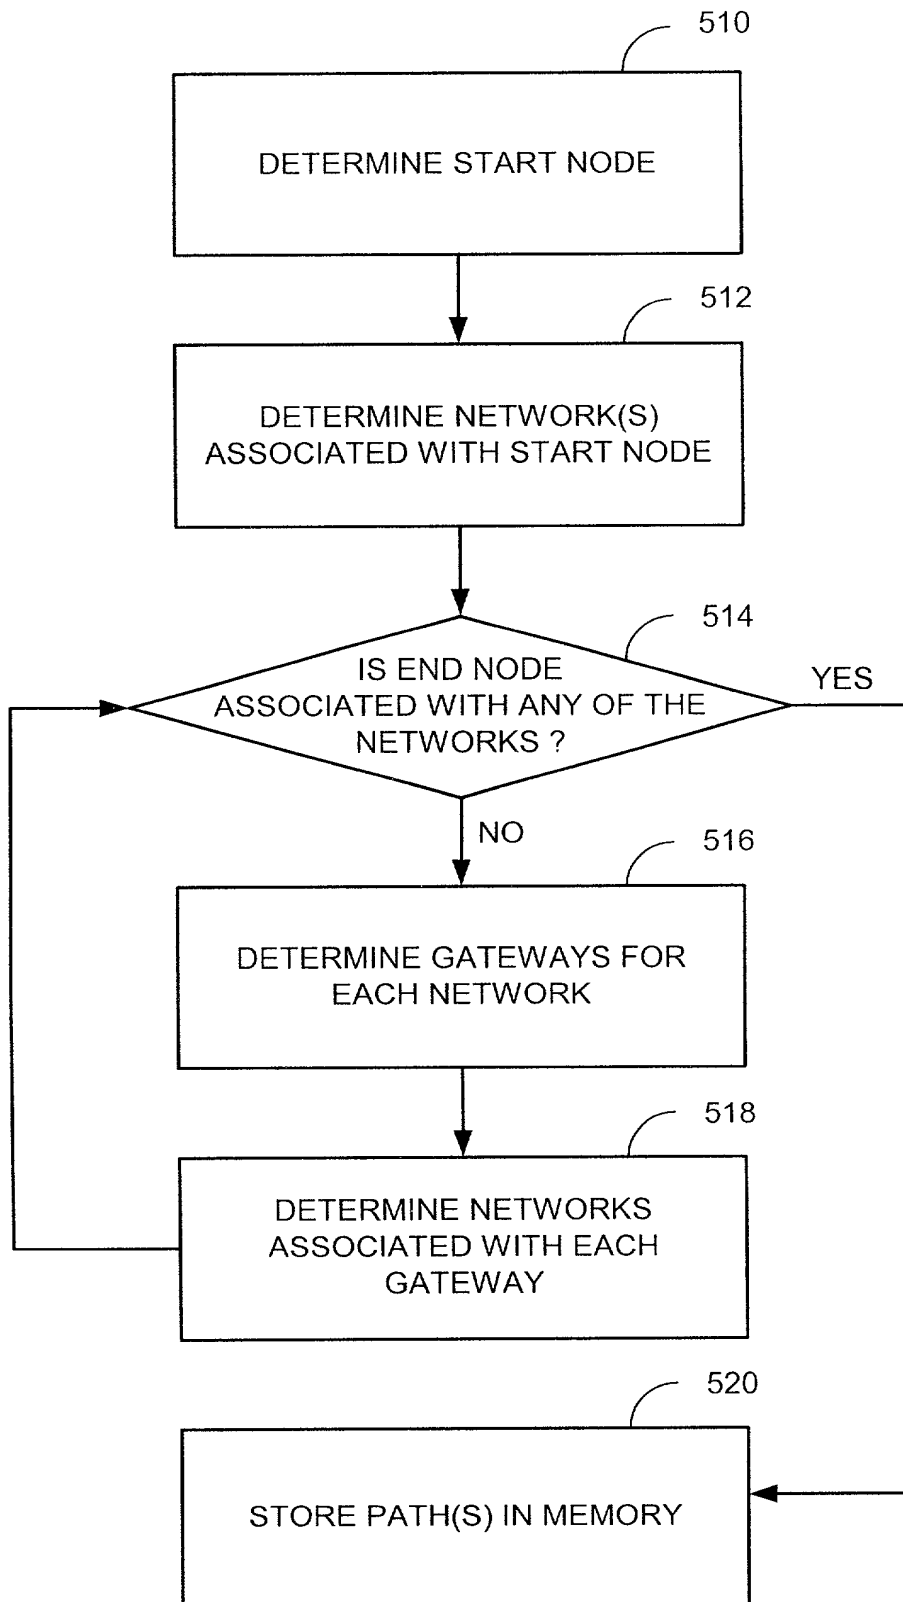 510
DETERMINE START NODE
512
DETERMINE NETWORK(S)
ASSOCIATED WITH START NODE
514
IS END NODE
ASSOCIATED WITH ANY OF THE
NETWORKS ?
YES
NO
516
DETERMINE GATEWAYS FOR
EACH NETWORK
518
DETERMINE NETWORKS
ASSOCIATED WITH EACH
GATEWAY
520
STORE PATH(S) IN MEMORY